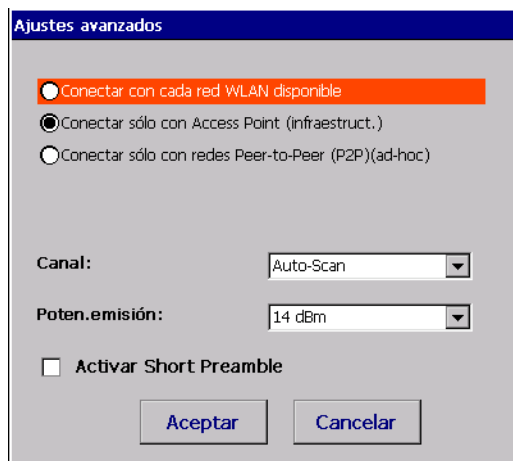 Ajustes avanzados
Conectar con cada red WLAN disponible
Conectar sólo con Access Point (infraestruct.)
Conectar sólo con redes Peer-to-Peer (P2P)(ad-hoc)
Canal: Auto-Scan
Poten.emisión: 14 dBm
Activar Short Preamble
Aceptar Cancelar